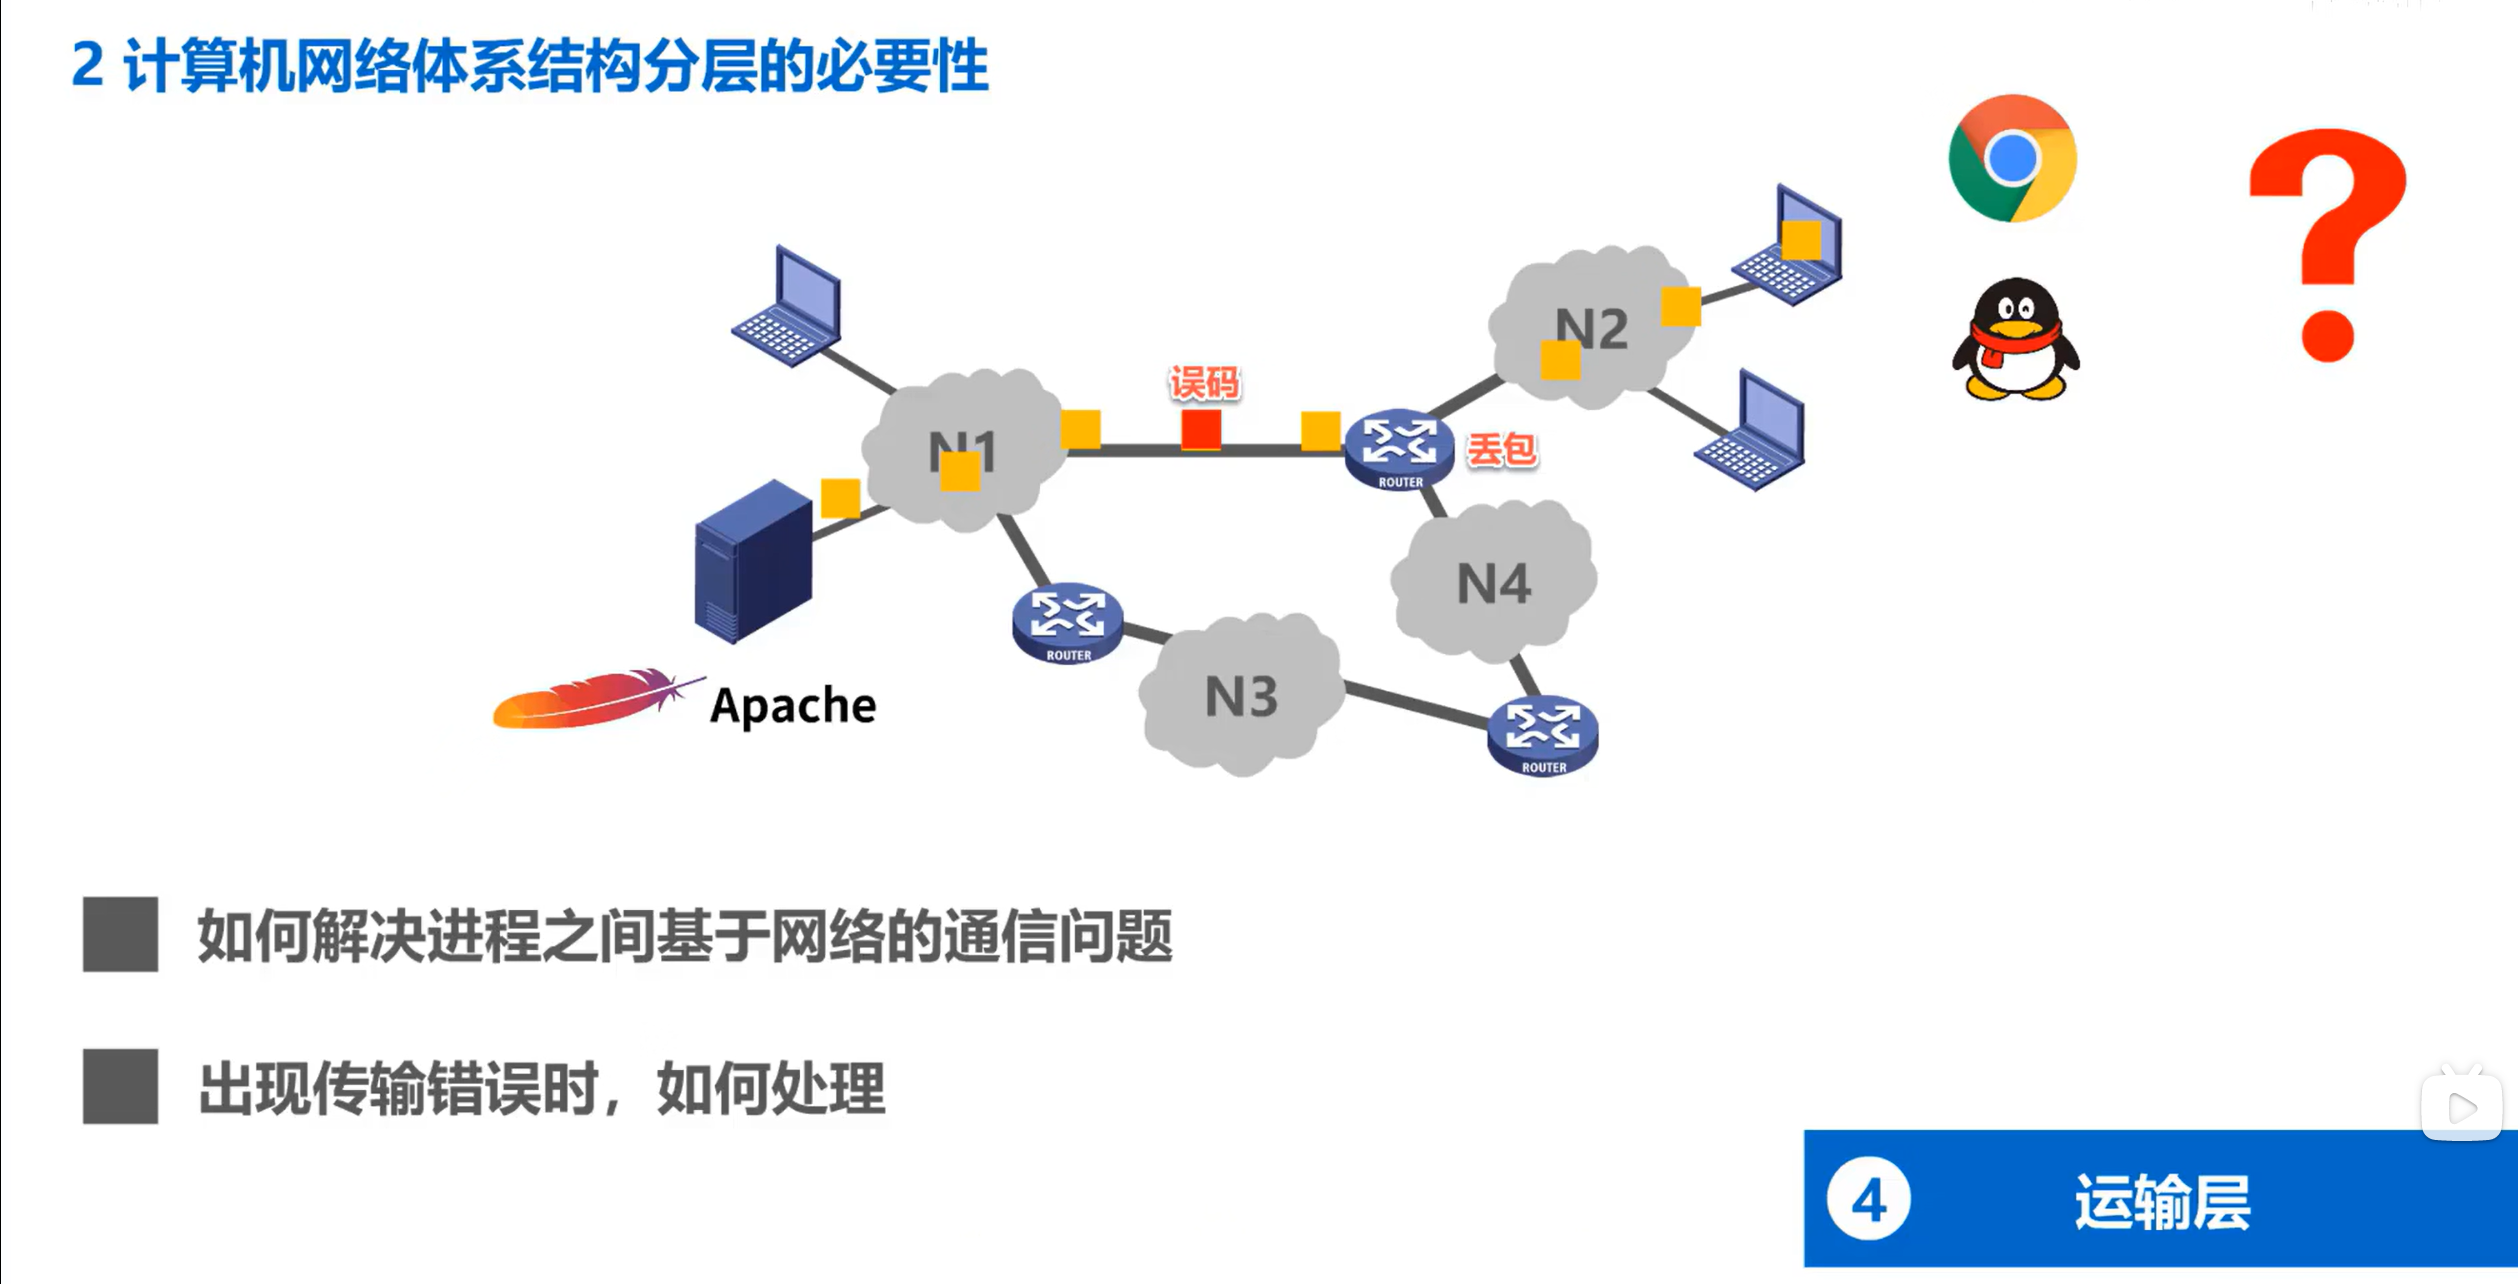 2 计算机网络体系结构分层的必要性
误码
N2
N1
丢包
ROUTER
N4
ROUTER
N3
Apache
ROUTER
如何解决进程之间基于网络的通信问题
出现传输错误时，如何处理
4 运输层